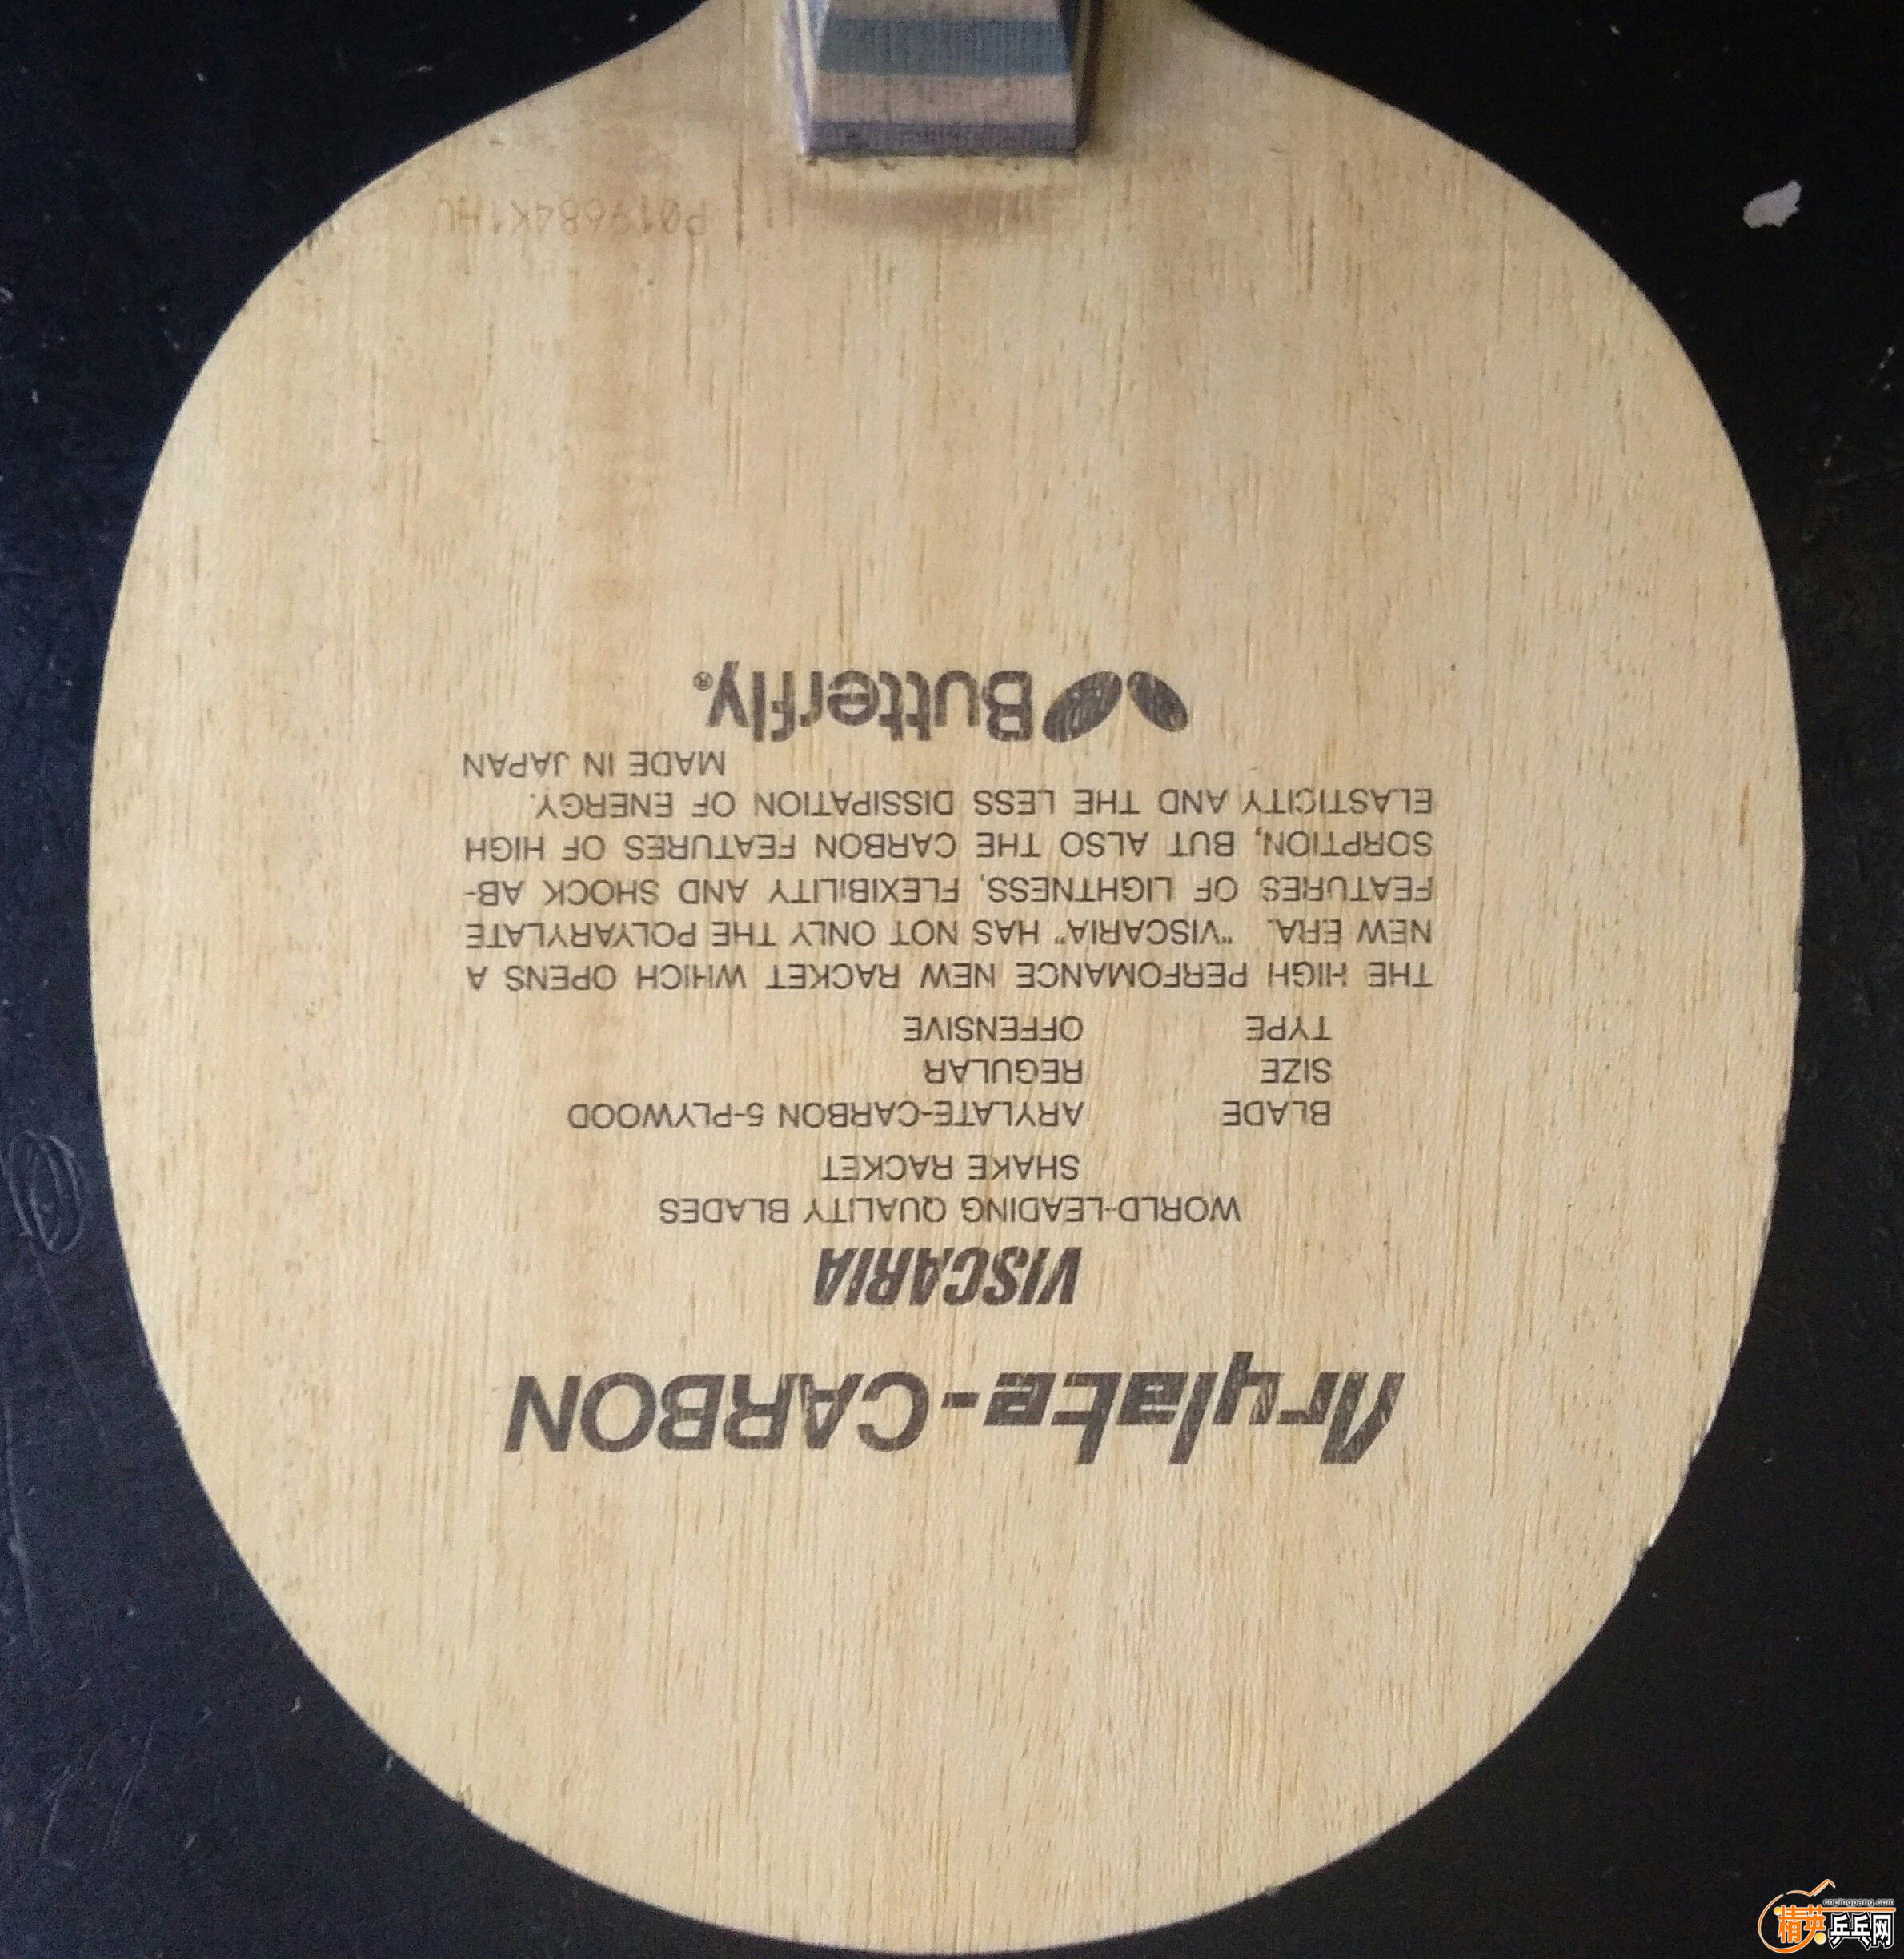 Arylate-CARBON
VISCARIA
WORLD-LEADING QUALITY BLADES
SHAKE RACKET
BLADE ARYLATE-CARBON 5-PLYWOOD
SIZE REGULAR
TYPE OFFENSIVE
THE HIGH PERFOMANCE NEW RACKET WHICH OPENS A
NEW ERA. "VISCARIA" HAS NOT ONLY THE POLYARYLATE
FEATURES OF LIGHTNESS, FLEXIBILITY AND SHOCK AB-
SORPTION, BUT ALSO THE CARBON FEATURES OF HIGH
ELASTICITY AND THE LESS DISSIPATION OF ENERGY.
MADE IN JAPAN
Butterfly®
P019684K1HU
cnpingpang.com
精英乒乓网